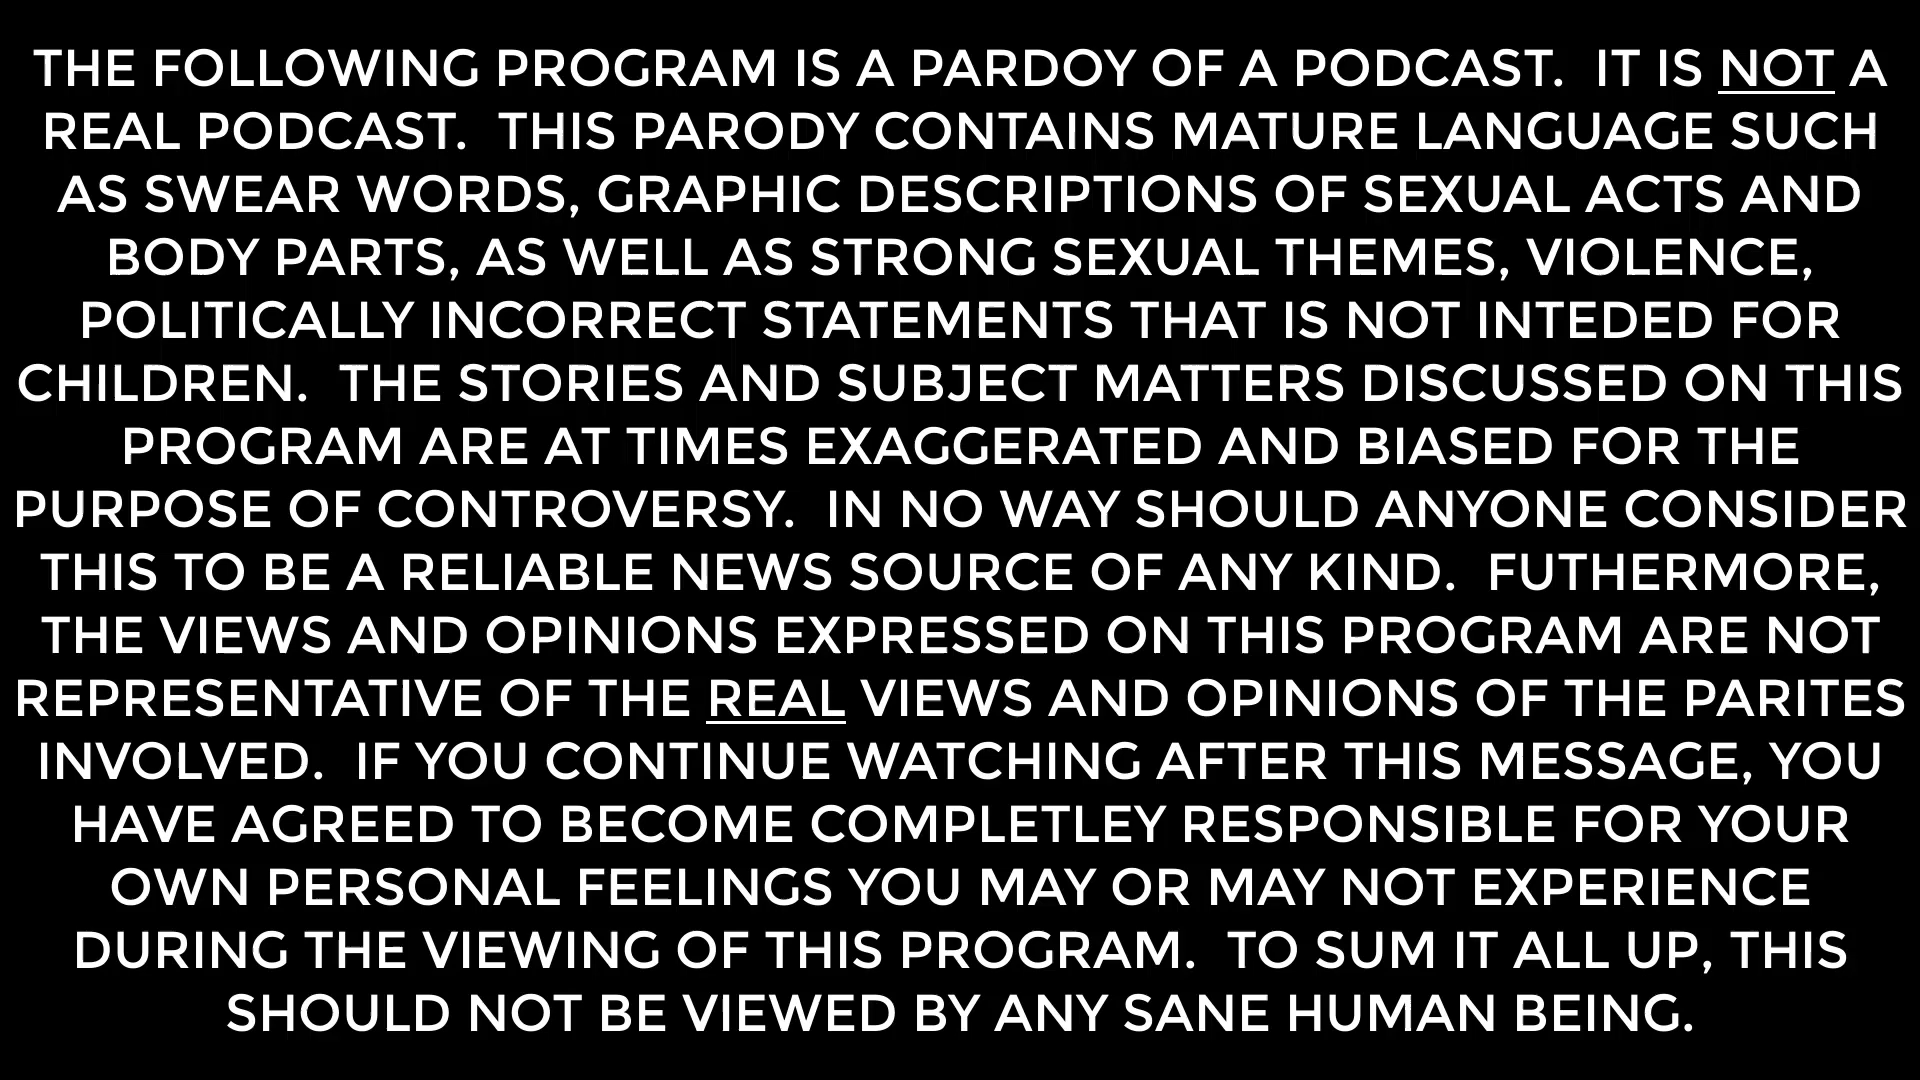 THE FOLLOWING PROGRAM IS A PARDOY OF A PODCAST.  IT IS NOT A
REAL PODCAST.  THIS PARODY CONTAINS MATURE LANGUAGE SUCH
AS SWEAR WORDS, GRAPHIC DESCRIPTIONS OF SEXUAL ACTS AND
BODY PARTS, AS WELL AS STRONG SEXUAL THEMES, VIOLENCE,
POLITICALLY INCORRECT STATEMENTS THAT IS NOT INTEDED FOR
CHILDREN.  THE STORIES AND SUBJECT MATTERS DISCUSSED ON THIS
PROGRAM ARE AT TIMES EXAGGERATED AND BIASED FOR THE
PURPOSE OF CONTROVERSY.  IN NO WAY SHOULD ANYONE CONSIDER
THIS TO BE A RELIABLE NEWS SOURCE OF ANY KIND.  FUTHERMORE,
THE VIEWS AND OPINIONS EXPRESSED ON THIS PROGRAM ARE NOT
REPRESENTATIVE OF THE REAL VIEWS AND OPINIONS OF THE PARITES
INVOLVED.  IF YOU CONTINUE WATCHING AFTER THIS MESSAGE, YOU
HAVE AGREED TO BECOME COMPLETLEY RESPONSIBLE FOR YOUR
OWN PERSONAL FEELINGS YOU MAY OR MAY NOT EXPERIENCE
DURING THE VIEWING OF THIS PROGRAM.  TO SUM IT ALL UP, THIS
SHOULD NOT BE VIEWED BY ANY SANE HUMAN BEING.